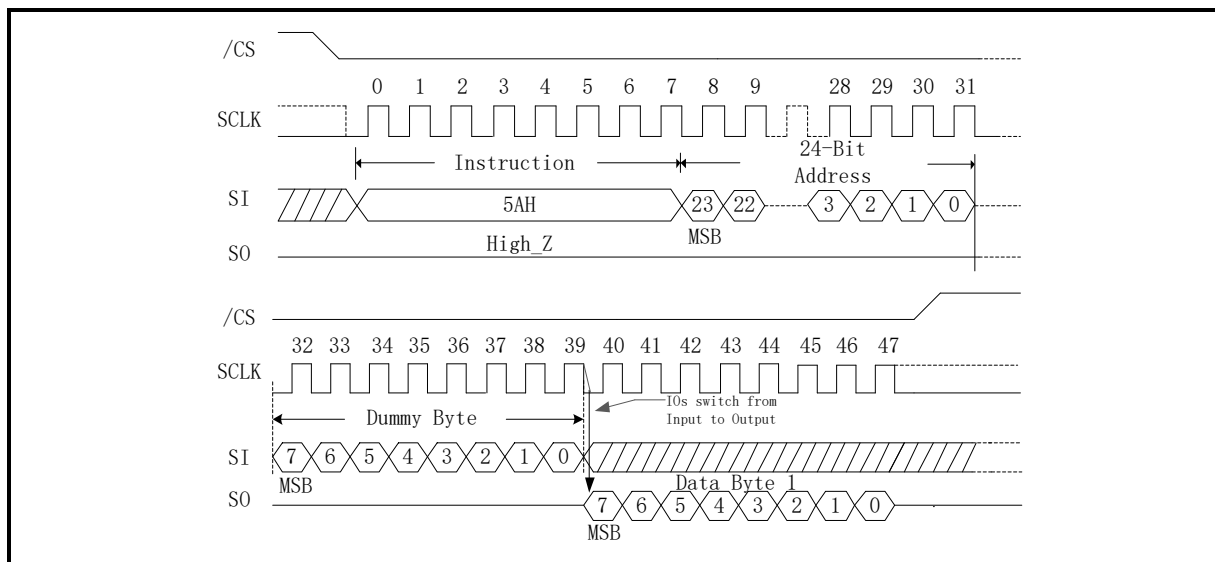 /CS
0 1 2 3 4 5 6 7 8 9 28 29 30 31
SCLK
Instruction 24-Bit
Address
SI 5AH 23 22 3 2 1 0
MSB
High_Z
SO
/CS
32 33 34 35 36 37 38 39 40 41 42 43 44 45 46 47
SCLK
IOs switch from
Input to Output
Dummy Byte
SI 7 6 5 4 3 2 1 0
MSB
Data Byte 1
SO 7 6 5 4 3 2 1 0
MSB